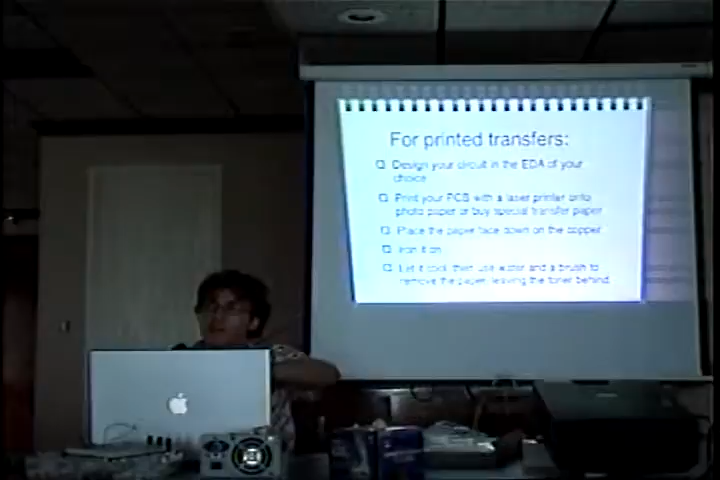 For printed transfers:
Design your circuit in the EDA of your
choice
Print your PCB with a laser printer onto
photo paper or buy special transfer paper
Place the paper face down on the copper
Iron it on
Let it cool then use water and a brush to
remove the paper, leaving the toner behind